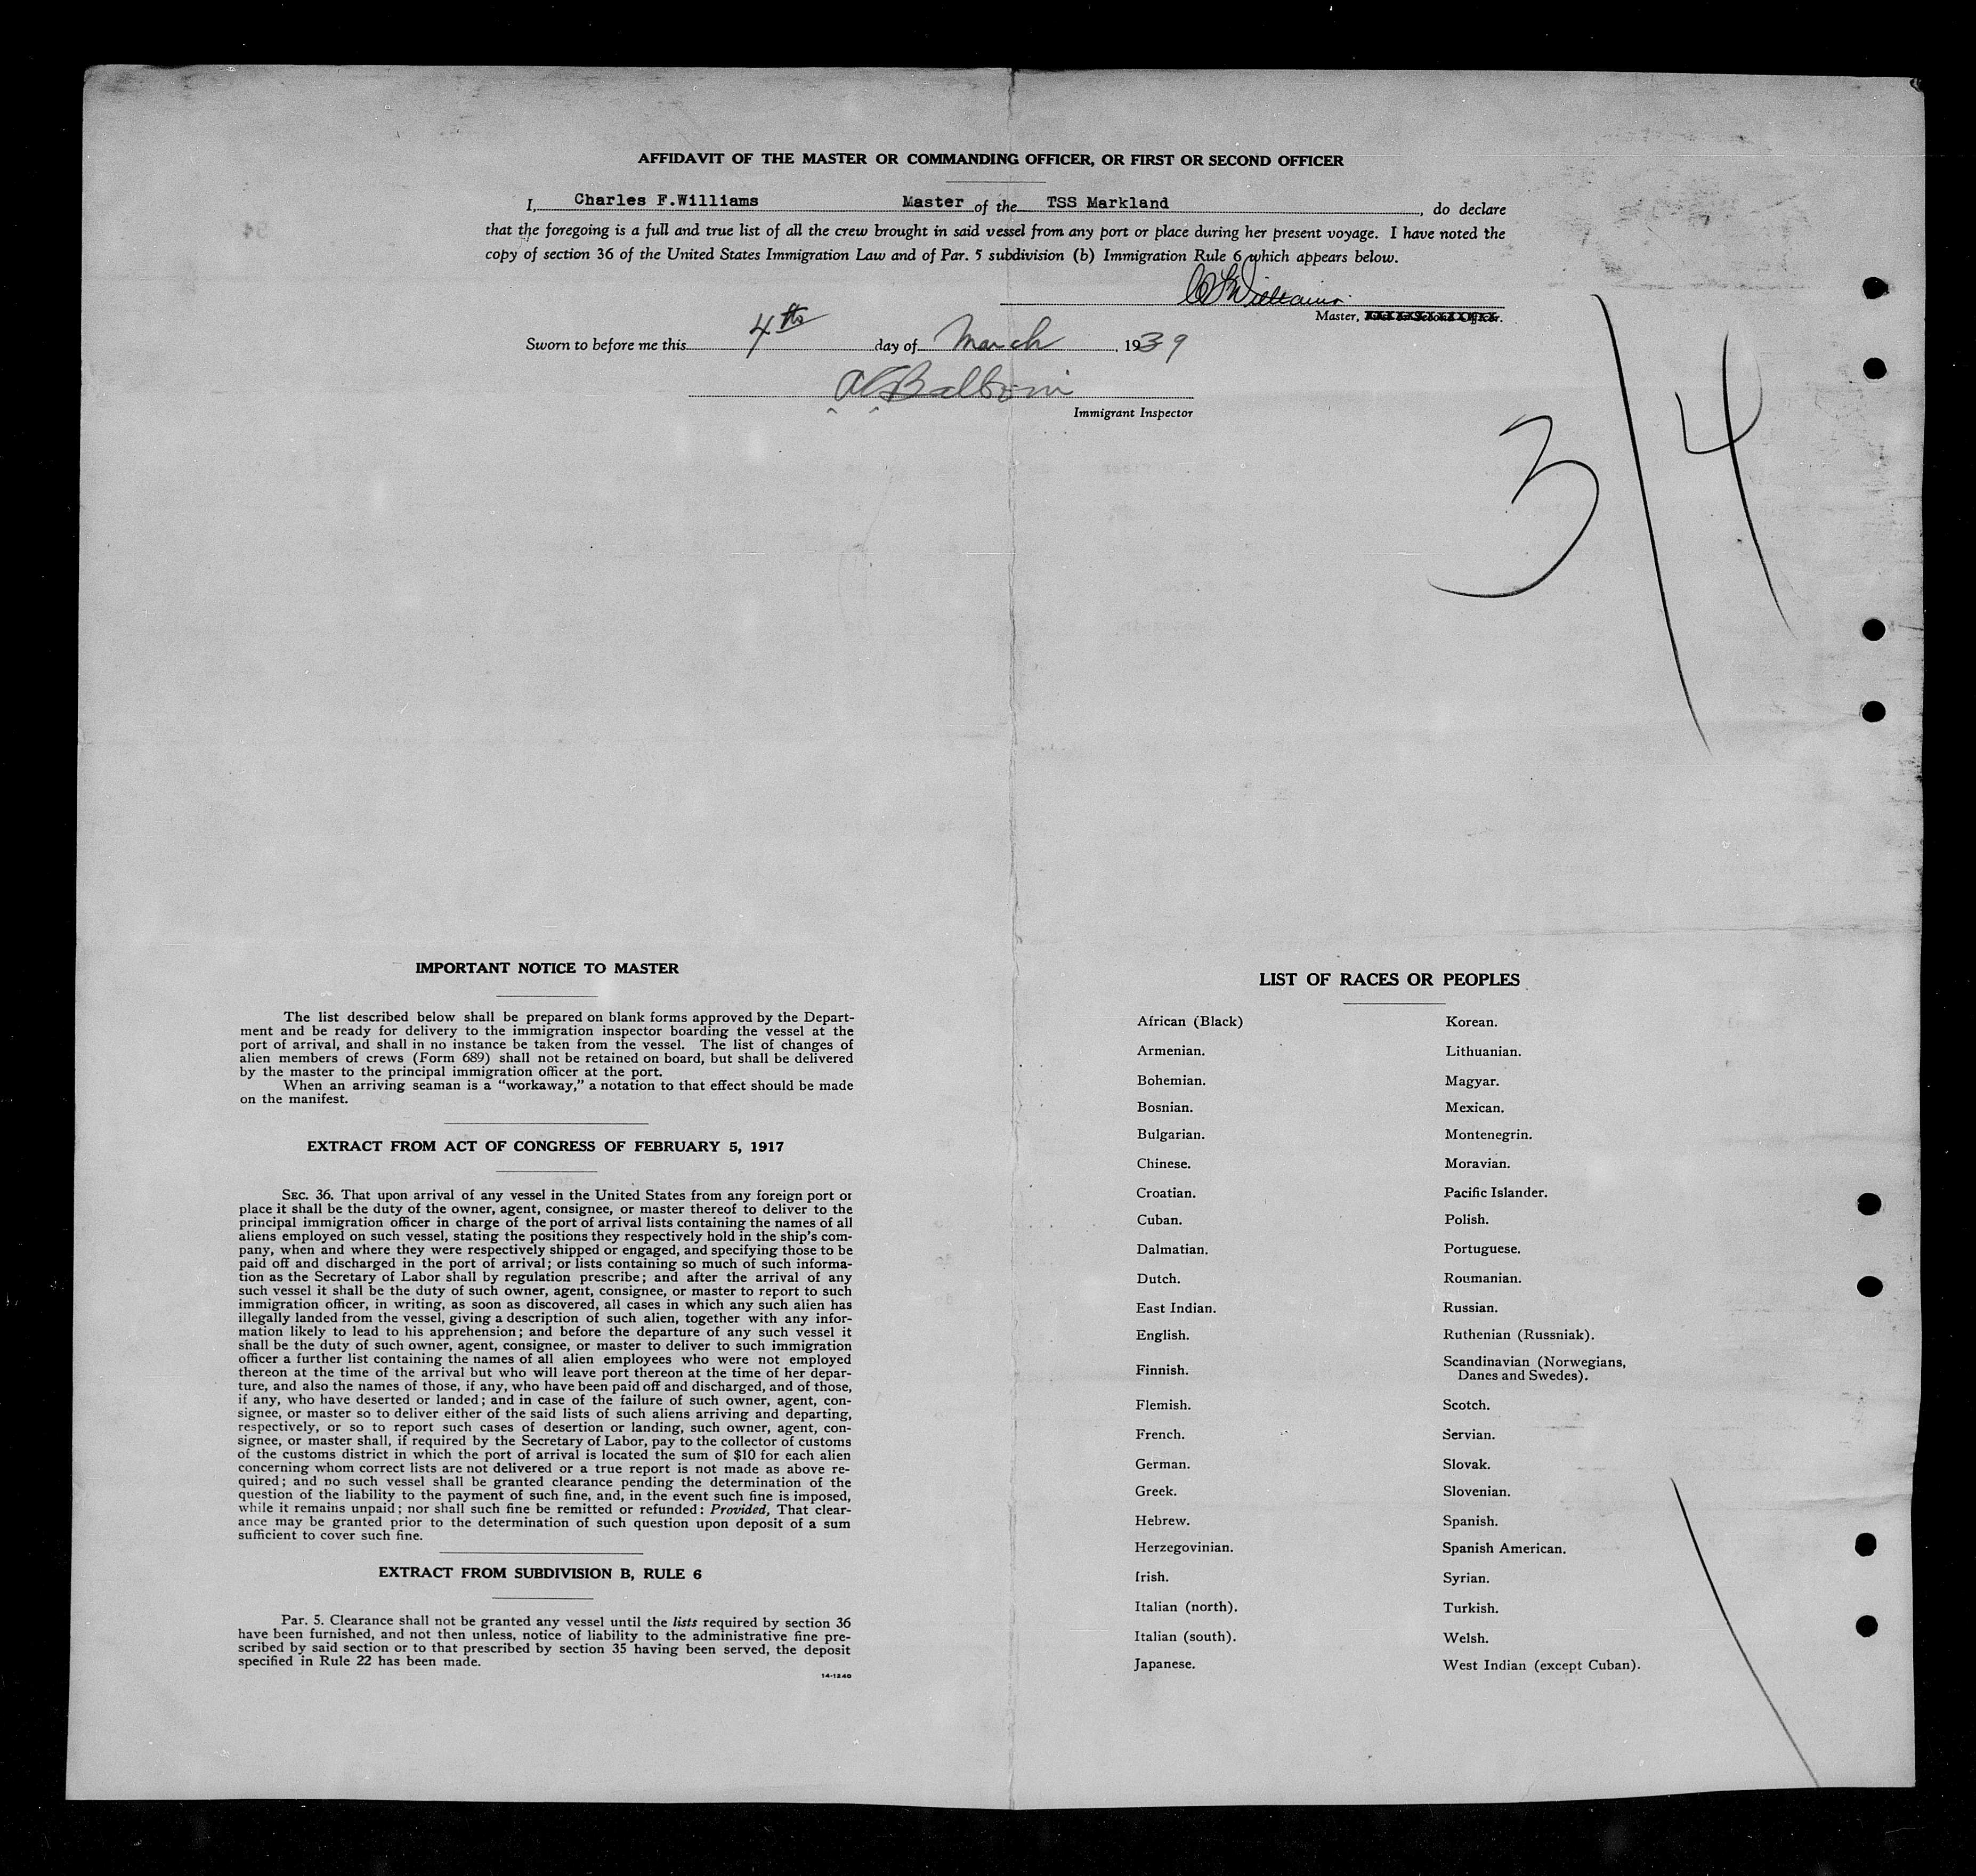 AFFIDAVIT OF THE MASTER OR COMMANDING OFFICER, OR FIRST OR SECOND OFFICER
I, Charles F.Williams Master of the TSS Markland, do declare
that the foregoing is a full and true list of all the crew brought in said vessel from any port or place during her present voyage. I have noted the
copy of section 36 of the United States Immigration Law and of Par. 5 subdivision (b) Immigration Rule 6 which appears below.
C F Williams
Master, First or Second Officer.
Sworn to before me this 4th day of March, 1939
Immigrant Inspector
3/4
IMPORTANT NOTICE TO MASTER
The list described below shall be prepared on blank forms approved by the Depart-
ment and be ready for delivery to the immigration inspector boarding the vessel at the
port of arrival, and shall in no instance be taken from the vessel. The list of changes of
alien members of crews (Form 689) shall not be retained on board, but shall be delivered
by the master to the principal immigration officer at the port.
When an arriving seaman is a "workaway," a notation to that effect should be made
on the manifest.
EXTRACT FROM ACT OF CONGRESS OF FEBRUARY 5, 1917
SEC. 36. That upon arrival of any vessel in the United States from any foreign port or
place it shall be the duty of the owner, agent, consignee, or master thereof to deliver to the
principal immigration officer in charge of the port of arrival lists containing the names of all
aliens employed on such vessel, stating the positions they respectively hold in the ship's com-
pany, when and where they were respectively shipped or engaged, and specifying those to be
paid off and discharged in the port of arrival; or lists containing so much of such informa-
tion as the Secretary of Labor shall by regulation prescribe; and after the arrival of any
such vessel it shall be the duty of such owner, agent, consignee, or master to report to such
immigration officer, in writing, as soon as discovered, all cases in which any such alien has
illegally landed from the vessel, giving a description of such alien, together with any infor-
mation likely to lead to his apprehension; and before the departure of any such vessel it
shall be the duty of such owner, agent, consignee, or master to deliver to such immigration
officer a further list containing the names of all alien employees who were not employed
thereon at the time of the arrival but who will leave port thereon at the time of her depar-
ture, and also the names of those, if any, who have been paid off and discharged, and of those,
if any, who have deserted or landed; and in case of the failure of such owner, agent, con-
signee, or master so to deliver either of the said lists of such aliens arriving and departing,
respectively, or so to report such cases of desertion or landing, such owner, agent, con-
signee, or master shall, if required by the Secretary of Labor, pay to the collector of customs
of the customs district in which the port of arrival is located the sum of $10 for each alien
concerning whom correct lists are not delivered or a true report is not made as above re-
quired; and no such vessel shall be granted clearance pending the determination of the
question of the liability to the payment of such fine, and, in the event such fine is imposed,
while it remains unpaid; nor shall such fine be remitted or refunded: Provided, That clear-
ance may be granted prior to the determination of such question upon deposit of a sum
sufficient to cover such fine.
EXTRACT FROM SUBDIVISION B, RULE 6
Par. 5. Clearance shall not be granted any vessel until the lists required by section 36
have been furnished, and not then unless, notice of liability to the administrative fine pre-
scribed by said section or to that prescribed by section 35 having been served, the deposit
specified in Rule 22 has been made.
14-1240
LIST OF RACES OR PEOPLES
African (Black) Korean.
Armenian. Lithuanian.
Bohemian. Magyar.
Bosnian. Mexican.
Bulgarian. Montenegrin.
Chinese. Moravian.
Croatian. Pacific Islander.
Cuban. Polish.
Dalmatian. Portuguese.
Dutch. Roumanian.
East Indian. Russian.
English. Ruthenian (Russniak).
Finnish. Scandinavian (Norwegians,
Danes and Swedes).
Flemish. Scotch.
French. Servian.
German. Slovak.
Greek. Slovenian.
Hebrew. Spanish.
Herzegovinian. Spanish American.
Irish. Syrian.
Italian (north). Turkish.
Italian (south). Welsh.
Japanese. West Indian (except Cuban).